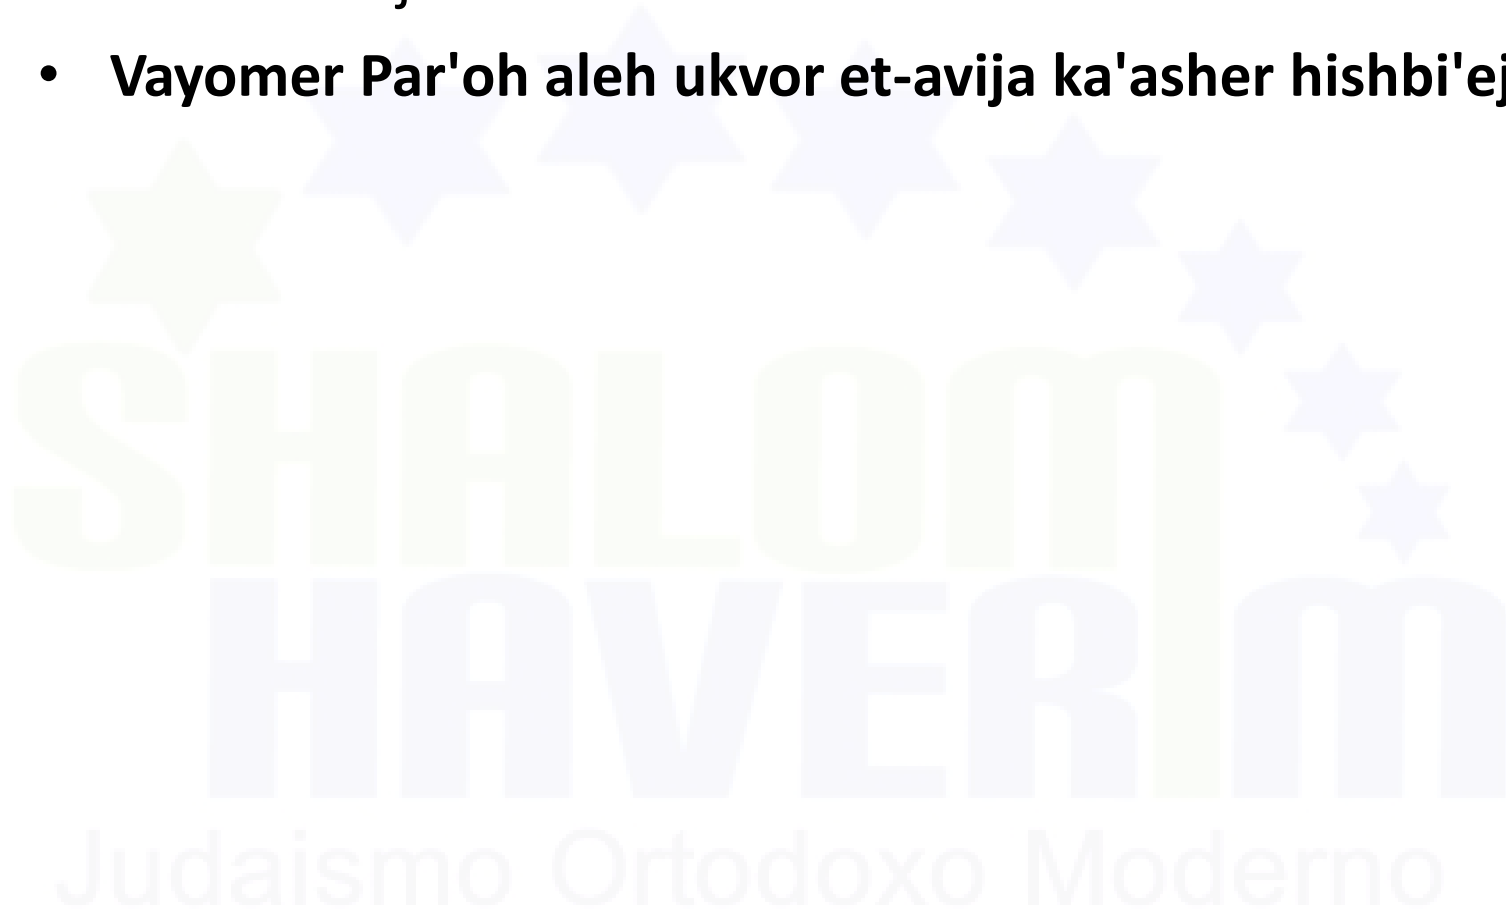 • Vayomer Par'oh aleh ukvor et-avija ka'asher hishbi'ej
SHALOM
HAVERIM
Judaismo Ortodoxo Moderno